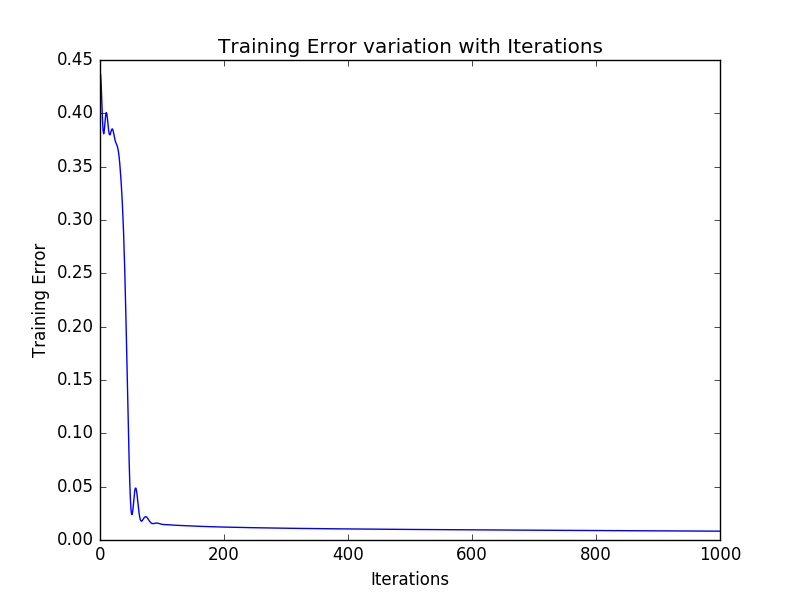 Training Error variation with Iterations
0.45
0.40
0.35
0.30
0.25
0.20
0.15
0.10
0.05
0.00
Training Error
0 200 400 600 800 1000
Iterations